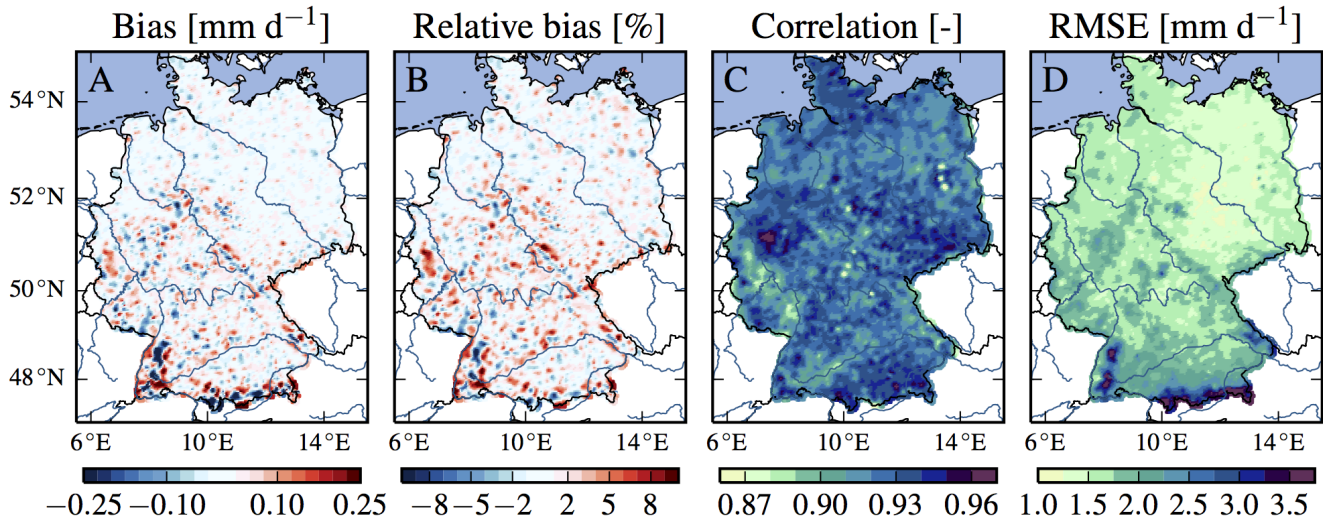 Bias [mm d⁻¹] Relative bias [%] Correlation [-] RMSE [mm d⁻¹]
A B C D
54°N
52°N
50°N
48°N
6°E 10°E 14°E 6°E 10°E 14°E 6°E 10°E 14°E 6°E 10°E 14°E
−0.25 −0.10 0.10 0.25 −8 −5 −2 2 5 8 0.87 0.90 0.93 0.96 1.0 1.5 2.0 2.5 3.0 3.5